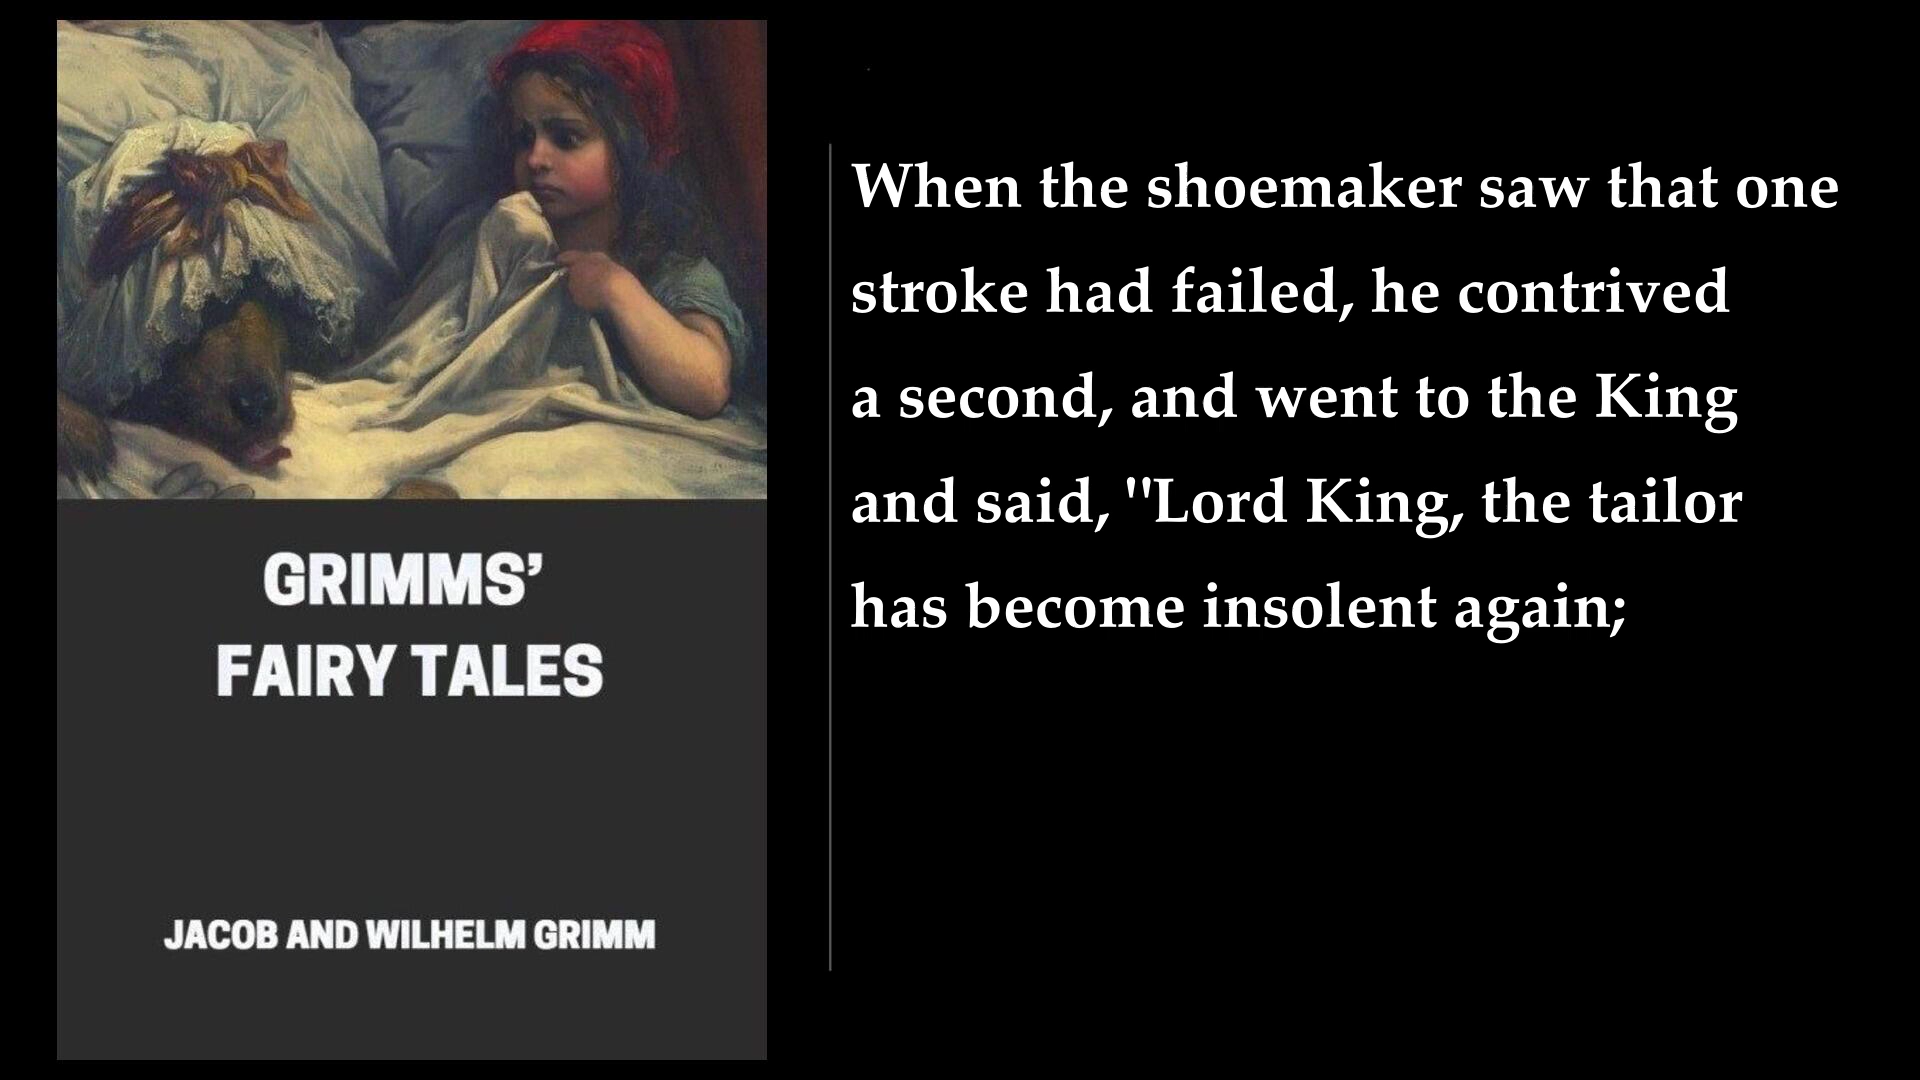 GRIMMS’
FAIRY TALES
JACOB AND WILHELM GRIMM
When the shoemaker saw that one
stroke had failed, he contrived
a second, and went to the King
and said, "Lord King, the tailor
has become insolent again;